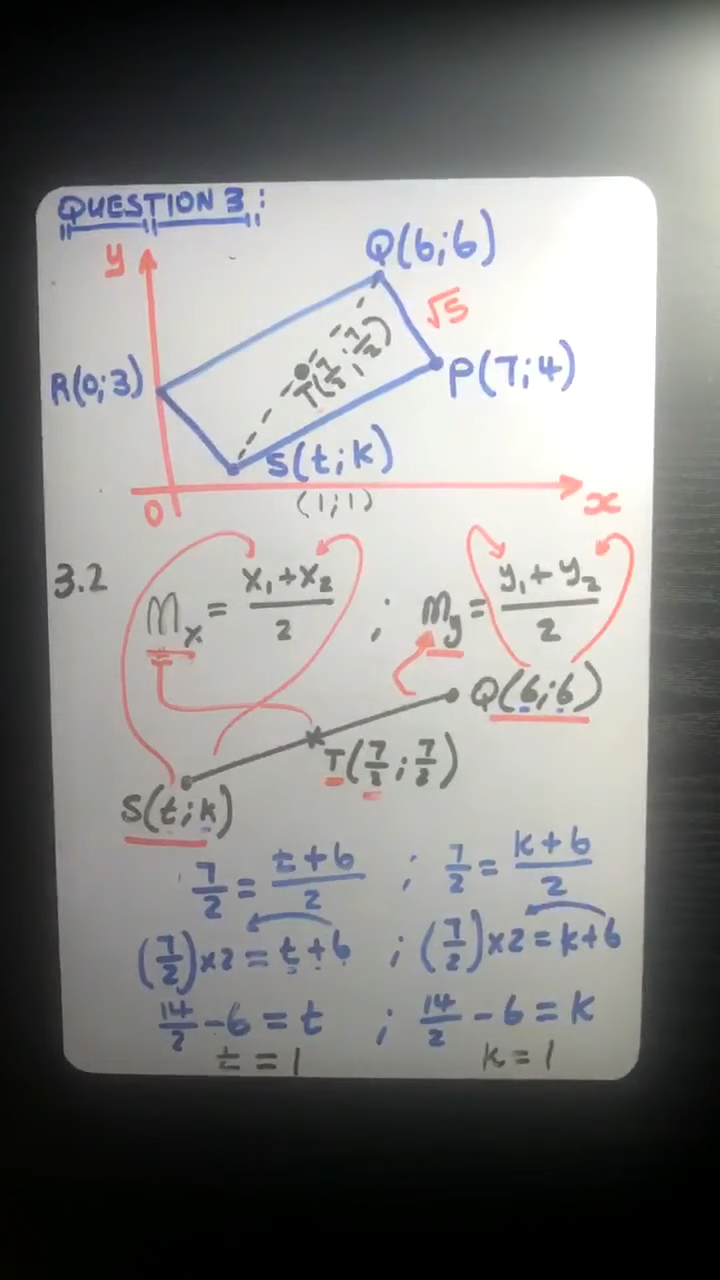 QUESTION 3:
y
Q(6;6)
√5
R(0;3)
T(7/2;7/2)
P(7;4)
S(t;k)
(1;1)
0
x
3.2
Mx = x₁+x₂/2 ; my = y₁+y₂/2
Q(6;6)
T(7/2;7/2)
S(t;k)
7/2 = t+6/2 ; 7/2 = k+6/2
(7/2)×2 = t+6 ; (7/2)×2 = k+6
14/2 -6 = t ; 14/2 - 6 = k
t = 1 k = 1